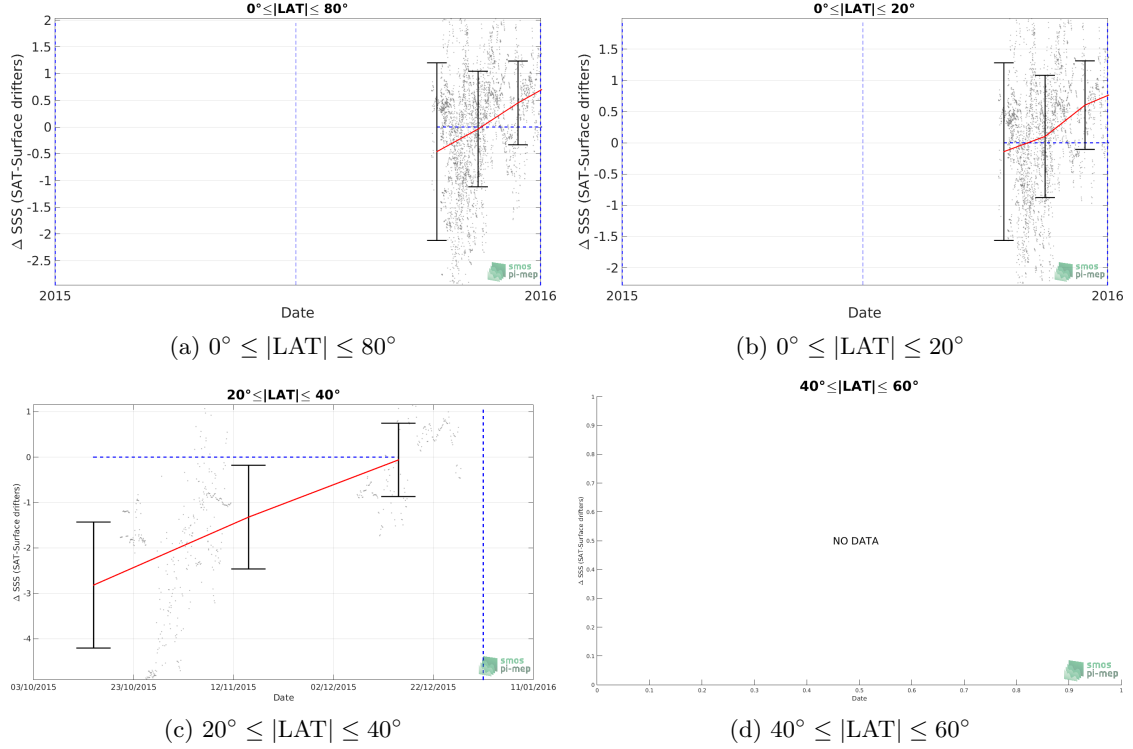 0°≤|LAT|≤ 80°
Δ SSS (SAT-Surface drifters)
2
1.5
1
0.5
0
-0.5
-1
-1.5
-2
-2.5
2015
2016
Date
smos
pi-mep
(a) 0° ≤ |LAT| ≤ 80°
0°≤|LAT|≤ 20°
Δ SSS (SAT-Surface drifters)
1.5
1
0.5
0
-0.5
-1
-1.5
-2
2015
2016
Date
smos
pi-mep
(b) 0° ≤ |LAT| ≤ 20°
20°≤|LAT|≤ 40°
Δ SSS (SAT-Surface drifters)
1
0
-1
-2
-3
-4
03/10/2015
23/10/2015
12/11/2015
02/12/2015
22/12/2015
11/01/2016
Date
smos
pi-mep
(c) 20° ≤ |LAT| ≤ 40°
40°≤|LAT|≤ 60°
Δ SSS (SAT-Surface drifters)
1
0.9
0.8
0.7
0.6
0.5
0.4
0.3
0.2
0.1
0
NO DATA
0
0.1
0.2
0.3
0.4
0.5
0.6
0.7
0.8
0.9
1
Date
smos
pi-mep
(d) 40° ≤ |LAT| ≤ 60°